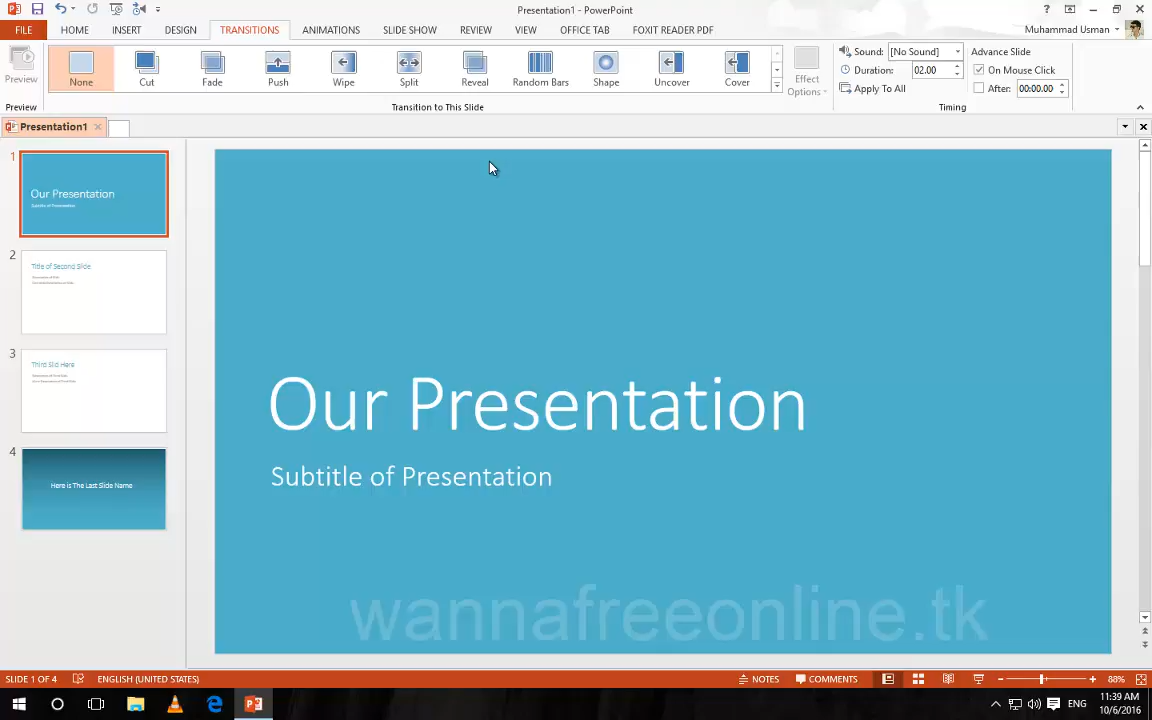 Presentation1 - PowerPoint
FILE HOME INSERT DESIGN TRANSITIONS ANIMATIONS SLIDE SHOW REVIEW VIEW OFFICE TAB FOXIT READER PDF Muhammad Usman
Preview
None Cut Fade Push Wipe Split Reveal Random Bars Shape Uncover Cover
Effect Options
Sound: [No Sound]
Duration: 02.00
Apply To All
Advance Slide
On Mouse Click
After: 00:00.00
Preview Transition to This Slide Timing
Presentation1
1
Our Presentation
Subtitle of Presentation
2
Title of Second Slide
3
Third Slid Here
4
Here is The Last Slide Name
Our Presentation
Subtitle of Presentation
wannafreeonline.tk
SLIDE 1 OF 4 ENGLISH (UNITED STATES) NOTES COMMENTS 88%
ENG 11:39 AM
10/6/2016